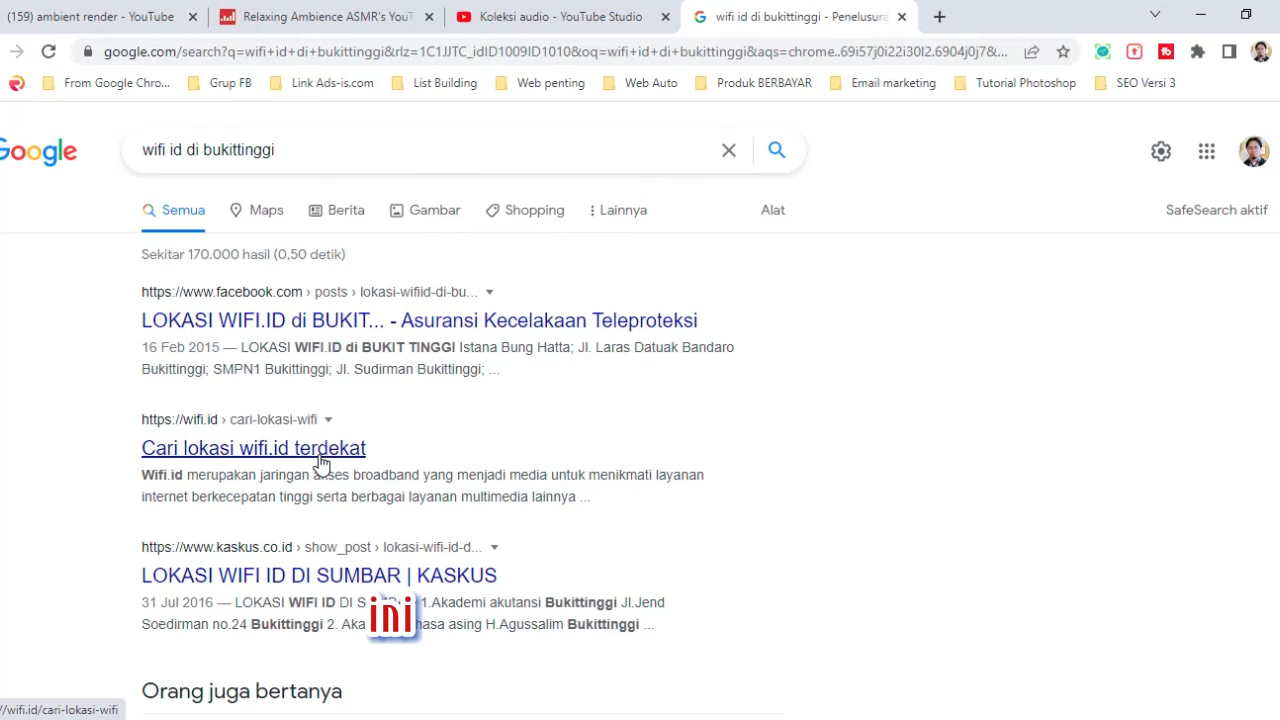 (159) ambient render - YouTube
Relaxing Ambience ASMR's YouT
Koleksi audio - YouTube Studio
wifi id di bukittinggi - Penelusura
google.com/search?q=wifi+id+di+bukittinggi&rlz=1C1JJTC_idID1009ID1010&oq=wifi+id+di+bukittinggi&aqs=chrome..69i57j0i22i30l2.6904j0j7&...
From Google Chro...
Grup FB
Link Ads-is.com
List Building
Web penting
Web Auto
Produk BERBAYAR
Email marketing
Tutorial Photoshop
SEO Versi 3
Google
wifi id di bukittinggi
Semua
Maps
Berita
Gambar
Shopping
Lainnya
Alat
SafeSearch aktif
Sekitar 170.000 hasil (0,50 detik)
https://www.facebook.com › posts › lokasi-wifiid-di-bu...
LOKASI WIFI.ID di BUKIT... - Asuransi Kecelakaan Teleproteksi
16 Feb 2015 — LOKASI WIFI.ID di BUKIT TINGGI Istana Bung Hatta; Jl. Laras Datuak Bandaro
Bukittinggi; SMPN1 Bukittinggi; Jl. Sudirman Bukittinggi; ...
https://wifi.id › cari-lokasi-wifi
Cari lokasi wifi.id terdekat
Wifi.id merupakan jaringan akses broadband yang menjadi media untuk menikmati layanan
internet berkecepatan tinggi serta berbagai layanan multimedia lainnya ...
https://www.kaskus.co.id › show_post › lokasi-wifi-id-d...
LOKASI WIFI ID DI SUMBAR | KASKUS
31 Jul 2016 — LOKASI WIFI ID DI 1.Akademi akutansi Bukittinggi Jl.Jend
ini
Soedirman no.24 Bukittinggi 2. asing H.Agussalim Bukittinggi ...
Orang juga bertanya
//wifi.id/cari-lokasi-wifi